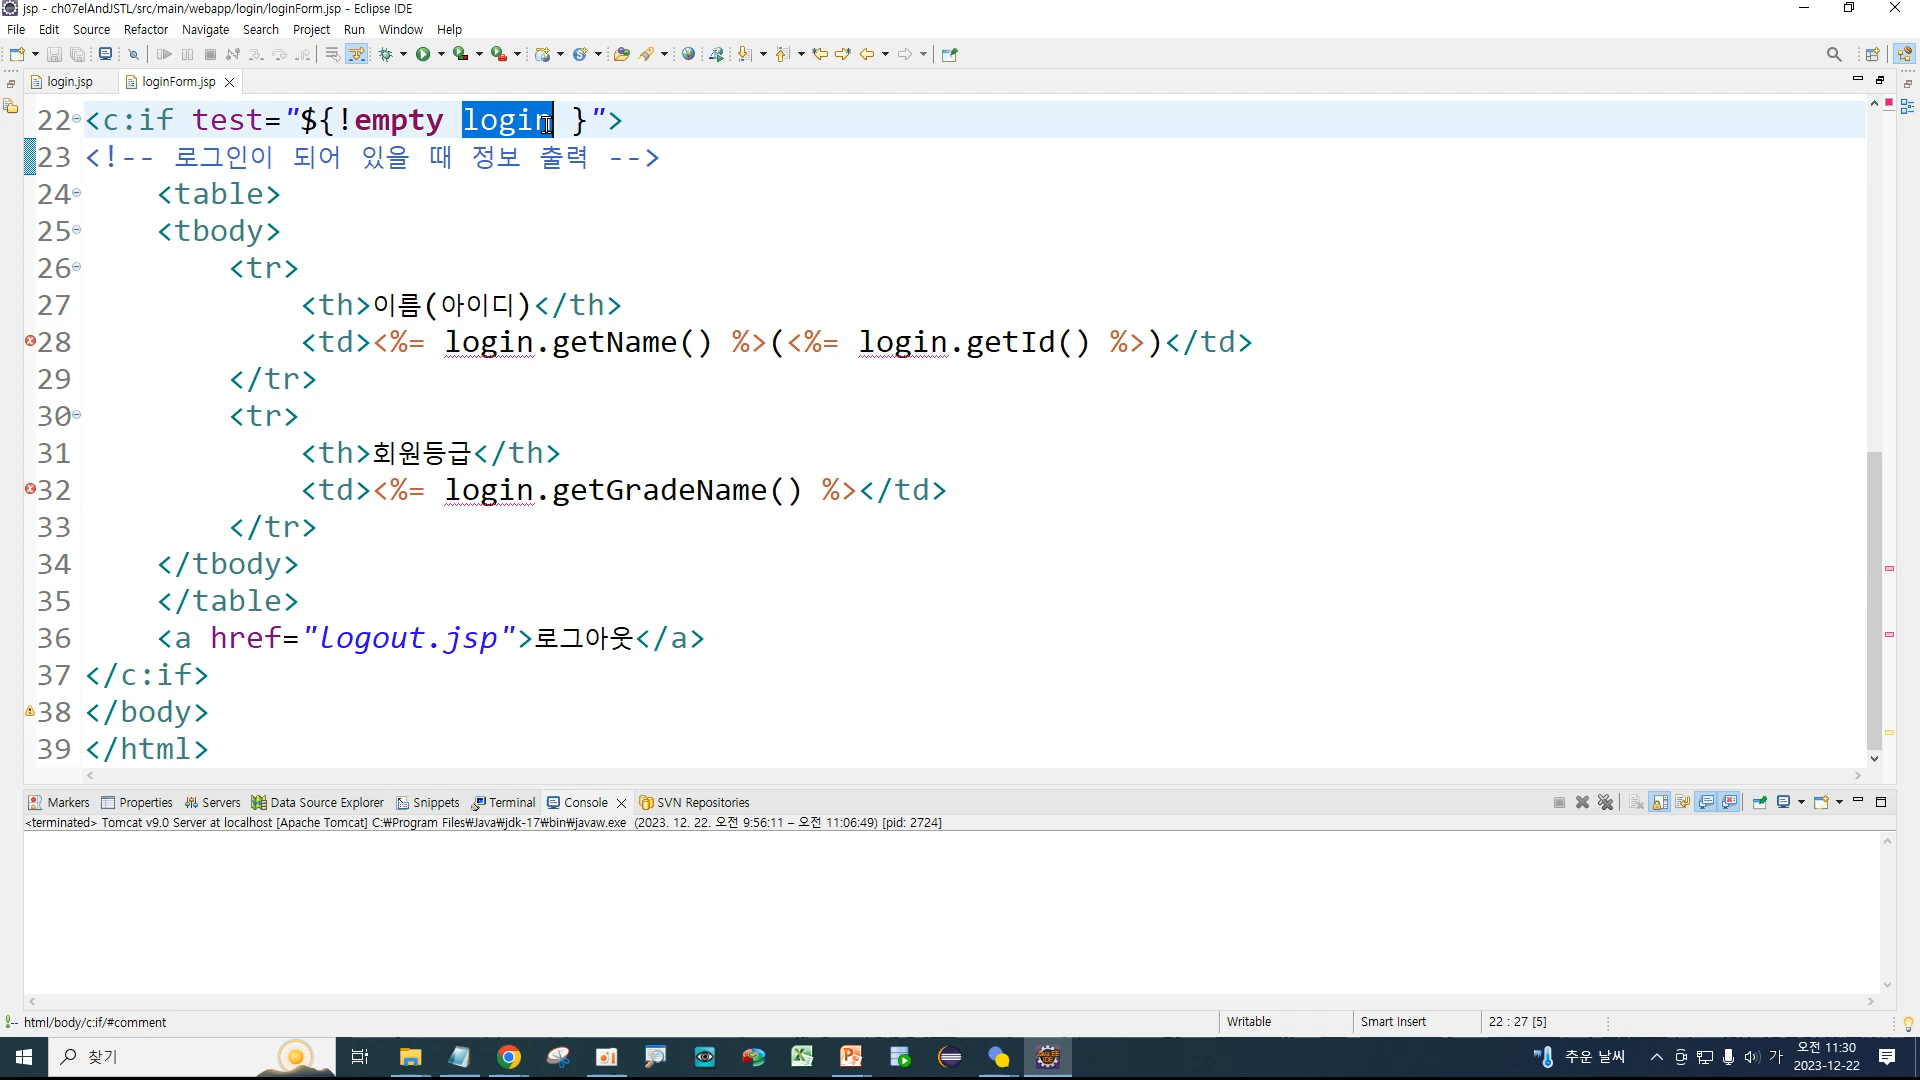 jsp - ch07elAndJSTL/src/main/webapp/login/loginForm.jsp - Eclipse IDE
File Edit Source Refactor Navigate Search Project Run Window Help
login.jsp loginForm.jsp
22 <c:if test="${!empty login }">
23 <!-- 로그인이 되어 있을 때 정보 출력 -->
24 <table>
25 <tbody>
26 <tr>
27 <th>이름(아이디)</th>
28 <td><%= login.getName() %>(<%= login.getId() %>)</td>
29 </tr>
30 <tr>
31 <th>회원등급</th>
32 <td><%= login.getGradeName() %></td>
33 </tr>
34 </tbody>
35 </table>
36 <a href="logout.jsp">로그아웃</a>
37 </c:if>
38 </body>
39 </html>
Markers Properties Servers Data Source Explorer Snippets Terminal Console SVN Repositories
<terminated> Tomcat v9.0 Server at localhost [Apache Tomcat] C:₩Program Files₩Java₩jdk-17₩bin₩javaw.exe (2023. 12. 22. 오전 9:56:11 – 오전 11:06:49) [pid: 2724]
html/body/c:if/#comment Writable Smart Insert 22 : 27 [5]
찾기 추운 날씨 가 오전 11:30
2023-12-22